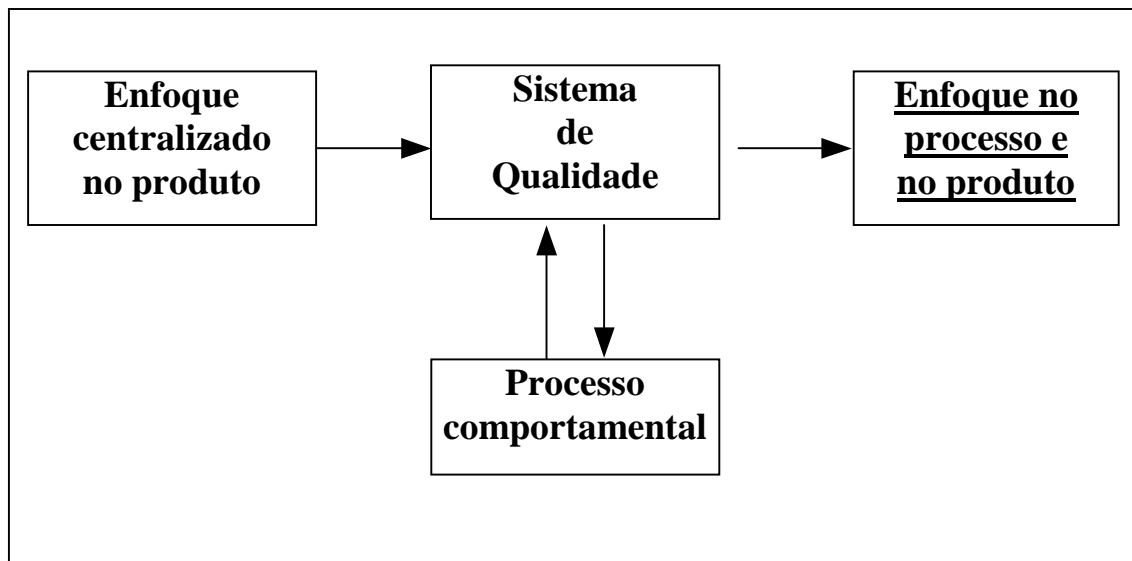 Enfoque
centralizado
no produto
Sistema
de
Qualidade
Enfoque no
processo e
no produto
Processo
comportamental